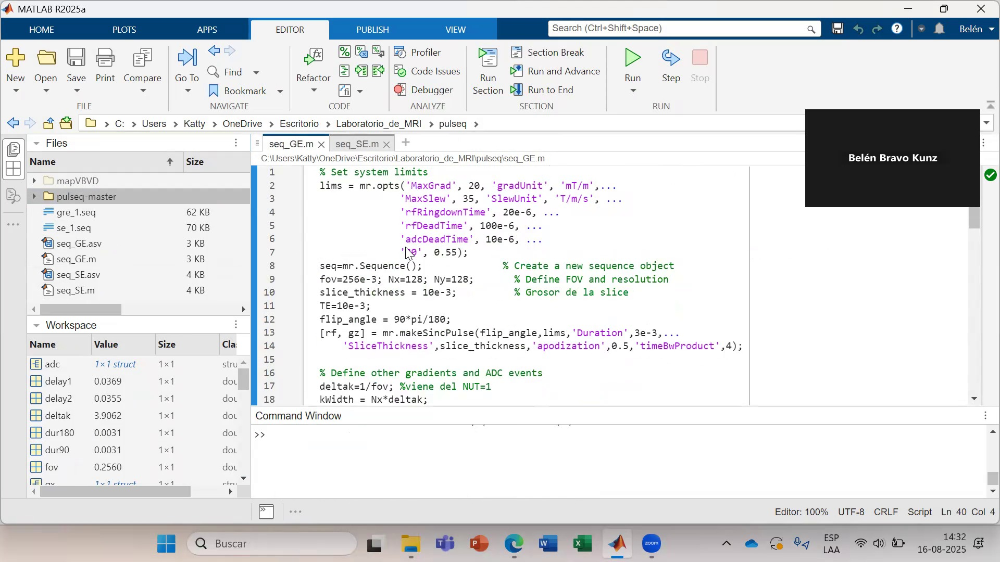 MATLAB R2025a
HOME PLOTS APPS EDITOR PUBLISH VIEW Search (Ctrl+Shift+Space) Belén
New Open Save Print Compare
FILE
Go To Find Bookmark
NAVIGATE
Refactor
CODE
Profiler
Code Issues
Debugger
ANALYZE
Run Section
Section Break
Run and Advance
Run to End
SECTION
Run Step Stop
RUN
C: Users Katty OneDrive Escritorio Laboratorio_de_MRI pulseq
Belén Bravo Kunz
Files
Name Size
mapVBVD
pulseq-master
gre_1.seq 62 KB
se_1.seq 70 KB
seq_GE.asv 3 KB
seq_GE.m 3 KB
seq_SE.asv 4 KB
seq_SE.m 4 KB
Workspace
Name Value Size
adc 1×1 struct 1×1
delay1 0.0369 1×1
delay2 0.0355 1×1
deltak 3.9062 1×1
dur180 0.0031 1×1
dur90 0.0031 1×1
fov 0.2560 1×1
seq_GE.m seq_SE.m
C:\Users\Katty\OneDrive\Escritorio\Laboratorio_de_MRI\pulseq\seq_GE.m
1 % Set system limits
2 lims = mr.opts('MaxGrad', 20, 'gradUnit', 'mT/m',...
3 'MaxSlew', 35, 'SlewUnit', 'T/m/s', ...
4 'rfRingdownTime', 20e-6, ...
5 'rfDeadTime', 100e-6, ...
6 'adcDeadTime', 10e-6, ...
7 0.55);
8 seq=mr.Sequence(); % Create a new sequence object
9 fov=256e-3; Nx=128; Ny=128; % Define FOV and resolution
10 slice_thickness = 10e-3; % Grosor de la slice
11 TE=10e-3;
12 flip_angle = 90*pi/180;
13 [rf, gz] = mr.makeSincPulse(flip_angle,lims,'Duration',3e-3,...
14 'SliceThickness',slice_thickness,'apodization',0.5,'timeBwProduct',4);
15
16 % Define other gradients and ADC events
17 deltak=1/fov; %viene del NUT=1
18 kWidth = Nx*deltak;
Command Window
>>
Editor: 100% UTF-8 CRLF Script Ln 40 Col 4
Buscar
zoom
ESP
LAA
14:32
16-08-2025